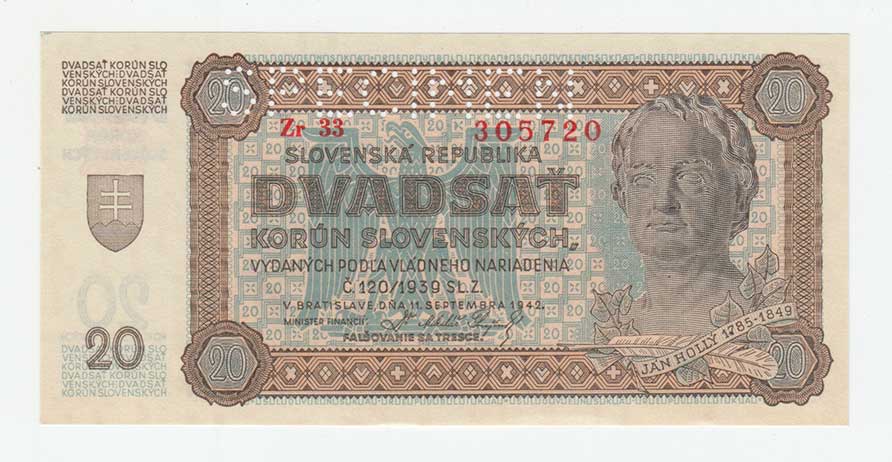 DVADSAŤ KORÚN SLO
VENSKÝCH:DVADSAŤ
KORÚN SLOVENSKÝCH
DVADSAŤ KORÚN SLO
VENSKÝCH:DVADSAŤ
KORÚN SLOVENSKÝCH
20
SPECIMEN
20
Zr 33 305720
SLOVENSKÁ REPUBLIKA
DVADSAŤ
KORÚN SLOVENSKÝCH,
VYDANÝCH PODĽA VLÁDNEHO NARIADENIA
Č.120/1939 SL.Z.
V BRATISLAVE, DŇA 11. SEPTEMBRA 1942.
MINISTER FINANCIÍ:
FALŠOVANIE SA TRESCE.
JÁN HOLLÝ 1785-1849
20
20
20
DVADSAŤ KORÚN SLO
VENSKÝCH:DVADSAŤ
KORÚN SLOVENSKÝCH
DVADSAŤ KORÚN SLO
VENSKÝCH:DVADSAŤ
KORÚN SLOVENSKÝCH